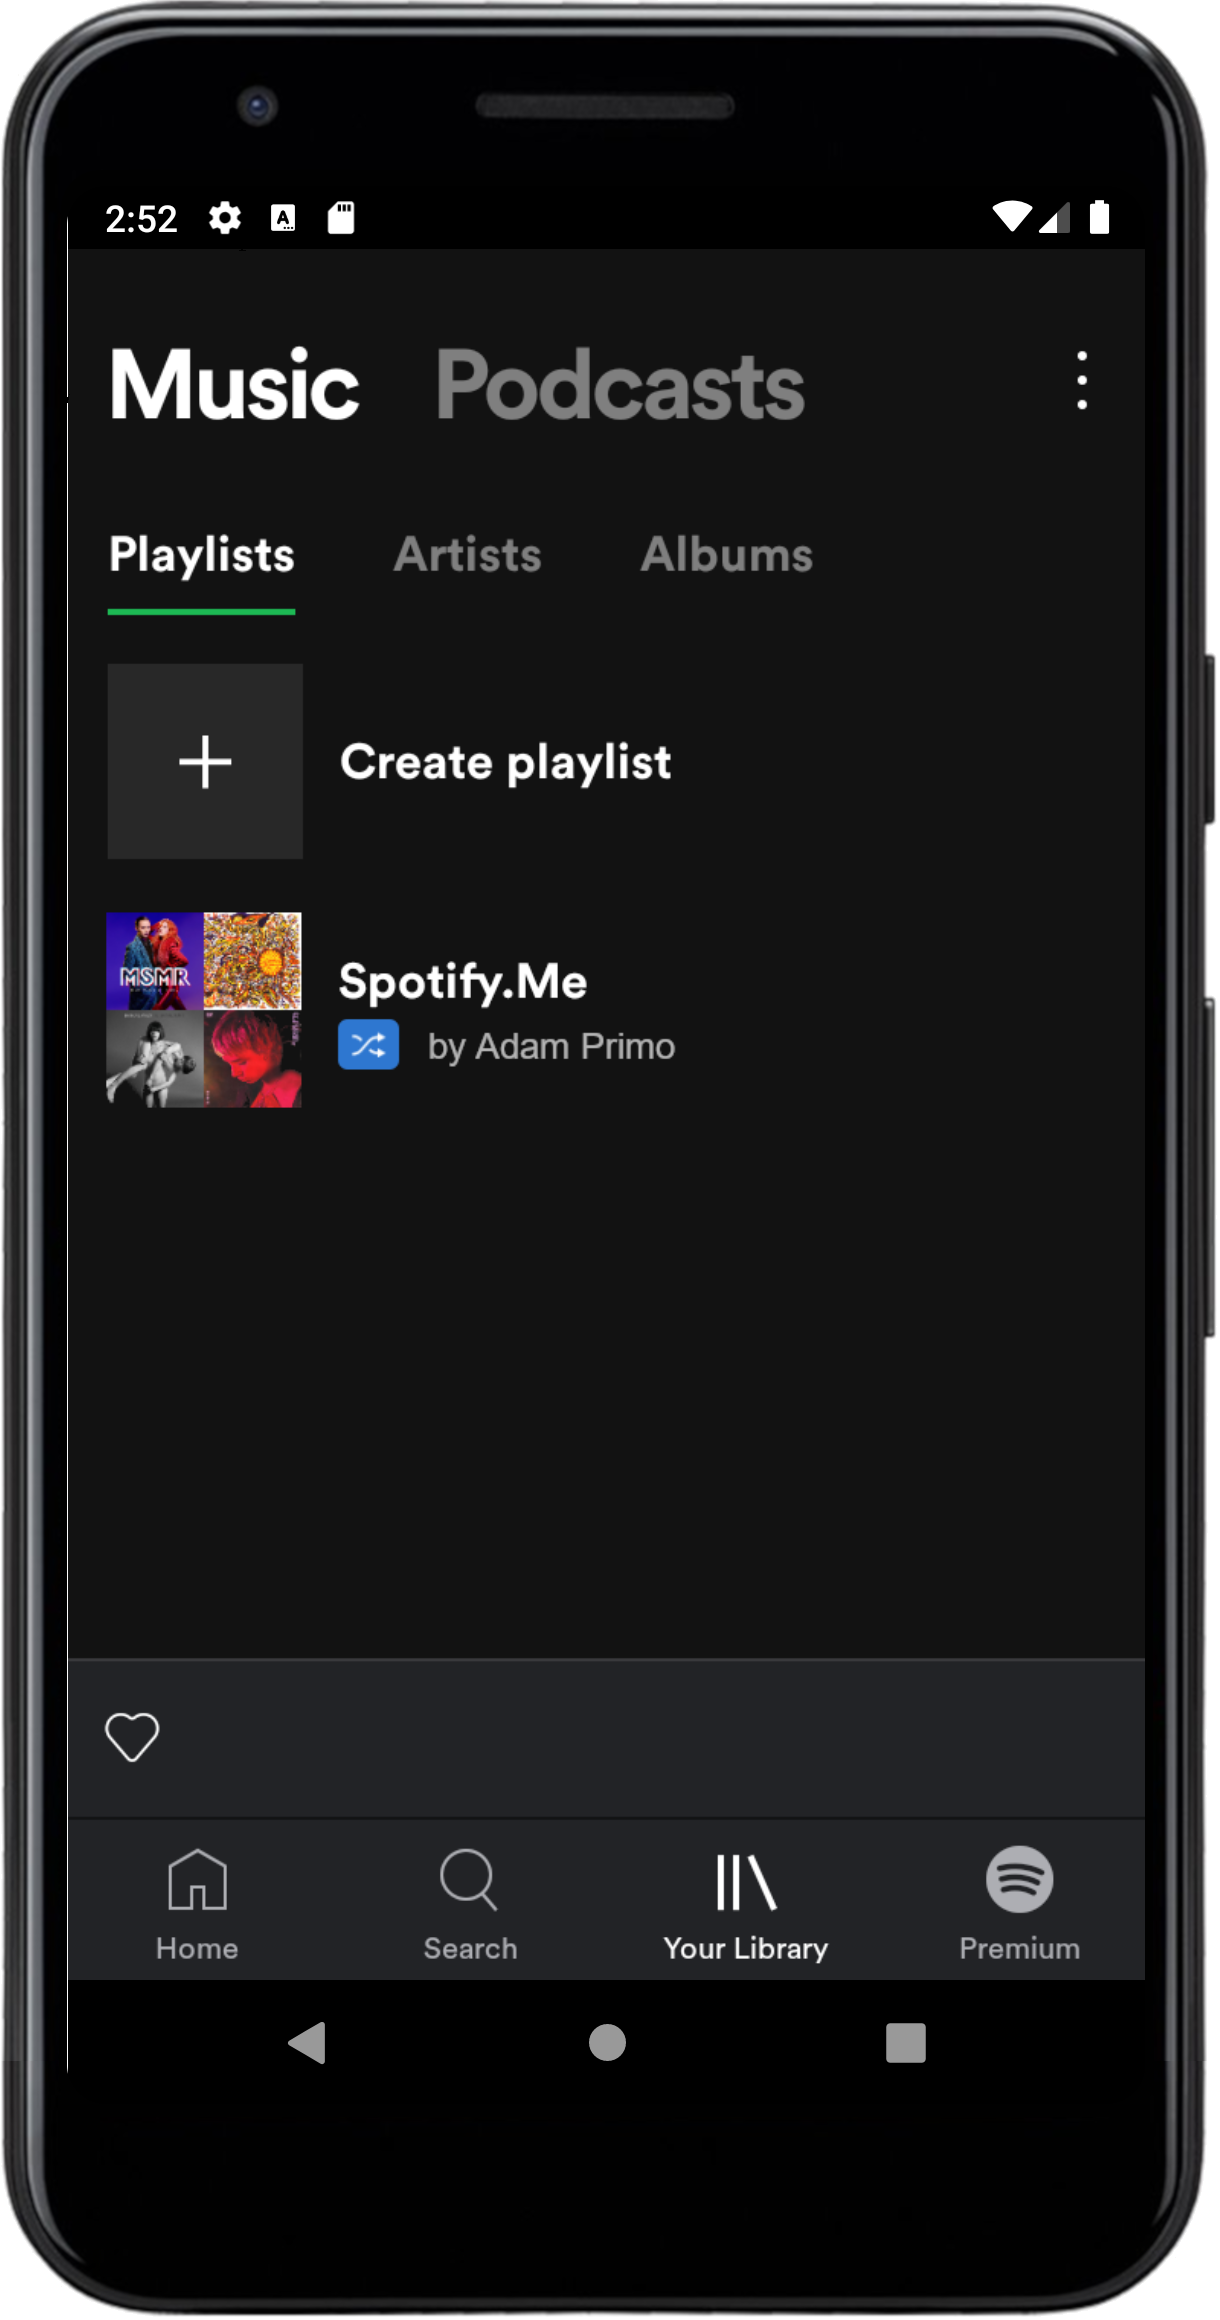 2:52
Music Podcasts
Playlists Artists Albums
Create playlist
MSMR
Spotify.Me
by Adam Primo
Home Search Your Library Premium